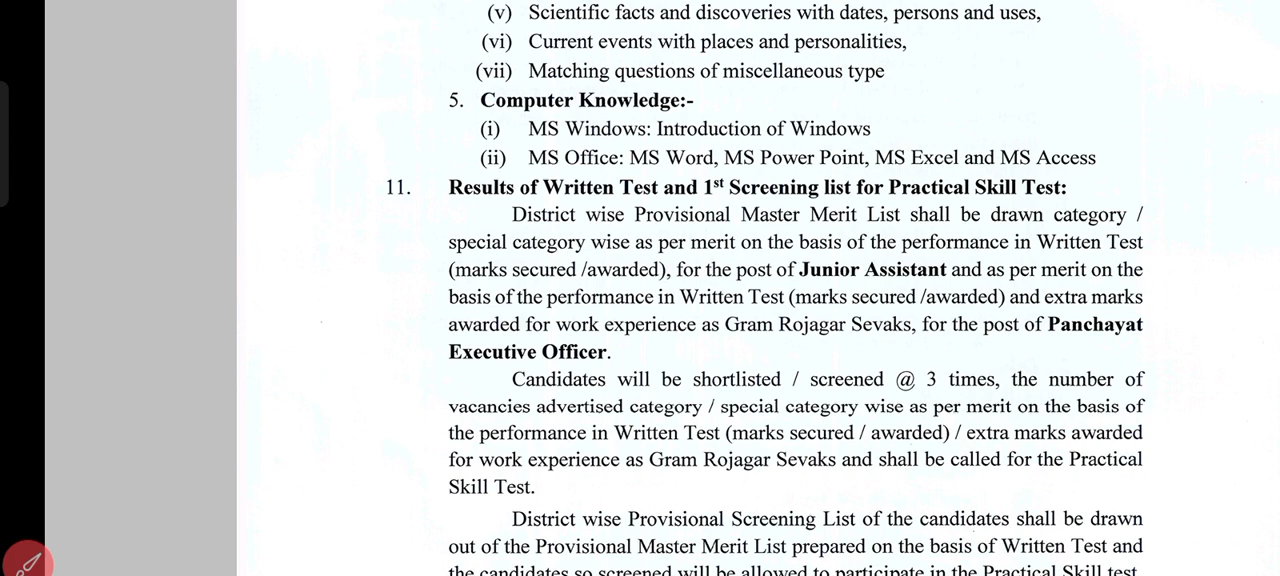 (v) Scientific facts and discoveries with dates, persons and uses,
(vi) Current events with places and personalities,
(vii) Matching questions of miscellaneous type
5. Computer Knowledge:-
(i) MS Windows: Introduction of Windows
(ii) MS Office: MS Word, MS Power Point, MS Excel and MS Access
11. Results of Written Test and 1st Screening list for Practical Skill Test:
District wise Provisional Master Merit List shall be drawn category /
special category wise as per merit on the basis of the performance in Written Test
(marks secured /awarded), for the post of Junior Assistant and as per merit on the
basis of the performance in Written Test (marks secured /awarded) and extra marks
awarded for work experience as Gram Rojagar Sevaks, for the post of Panchayat
Executive Officer.
Candidates will be shortlisted / screened @ 3 times, the number of
vacancies advertised category / special category wise as per merit on the basis of
the performance in Written Test (marks secured / awarded) / extra marks awarded
for work experience as Gram Rojagar Sevaks and shall be called for the Practical
Skill Test.
District wise Provisional Screening List of the candidates shall be drawn
out of the Provisional Master Merit List prepared on the basis of Written Test and
the candidates so screened will be allowed to participate in the Practical Skill test